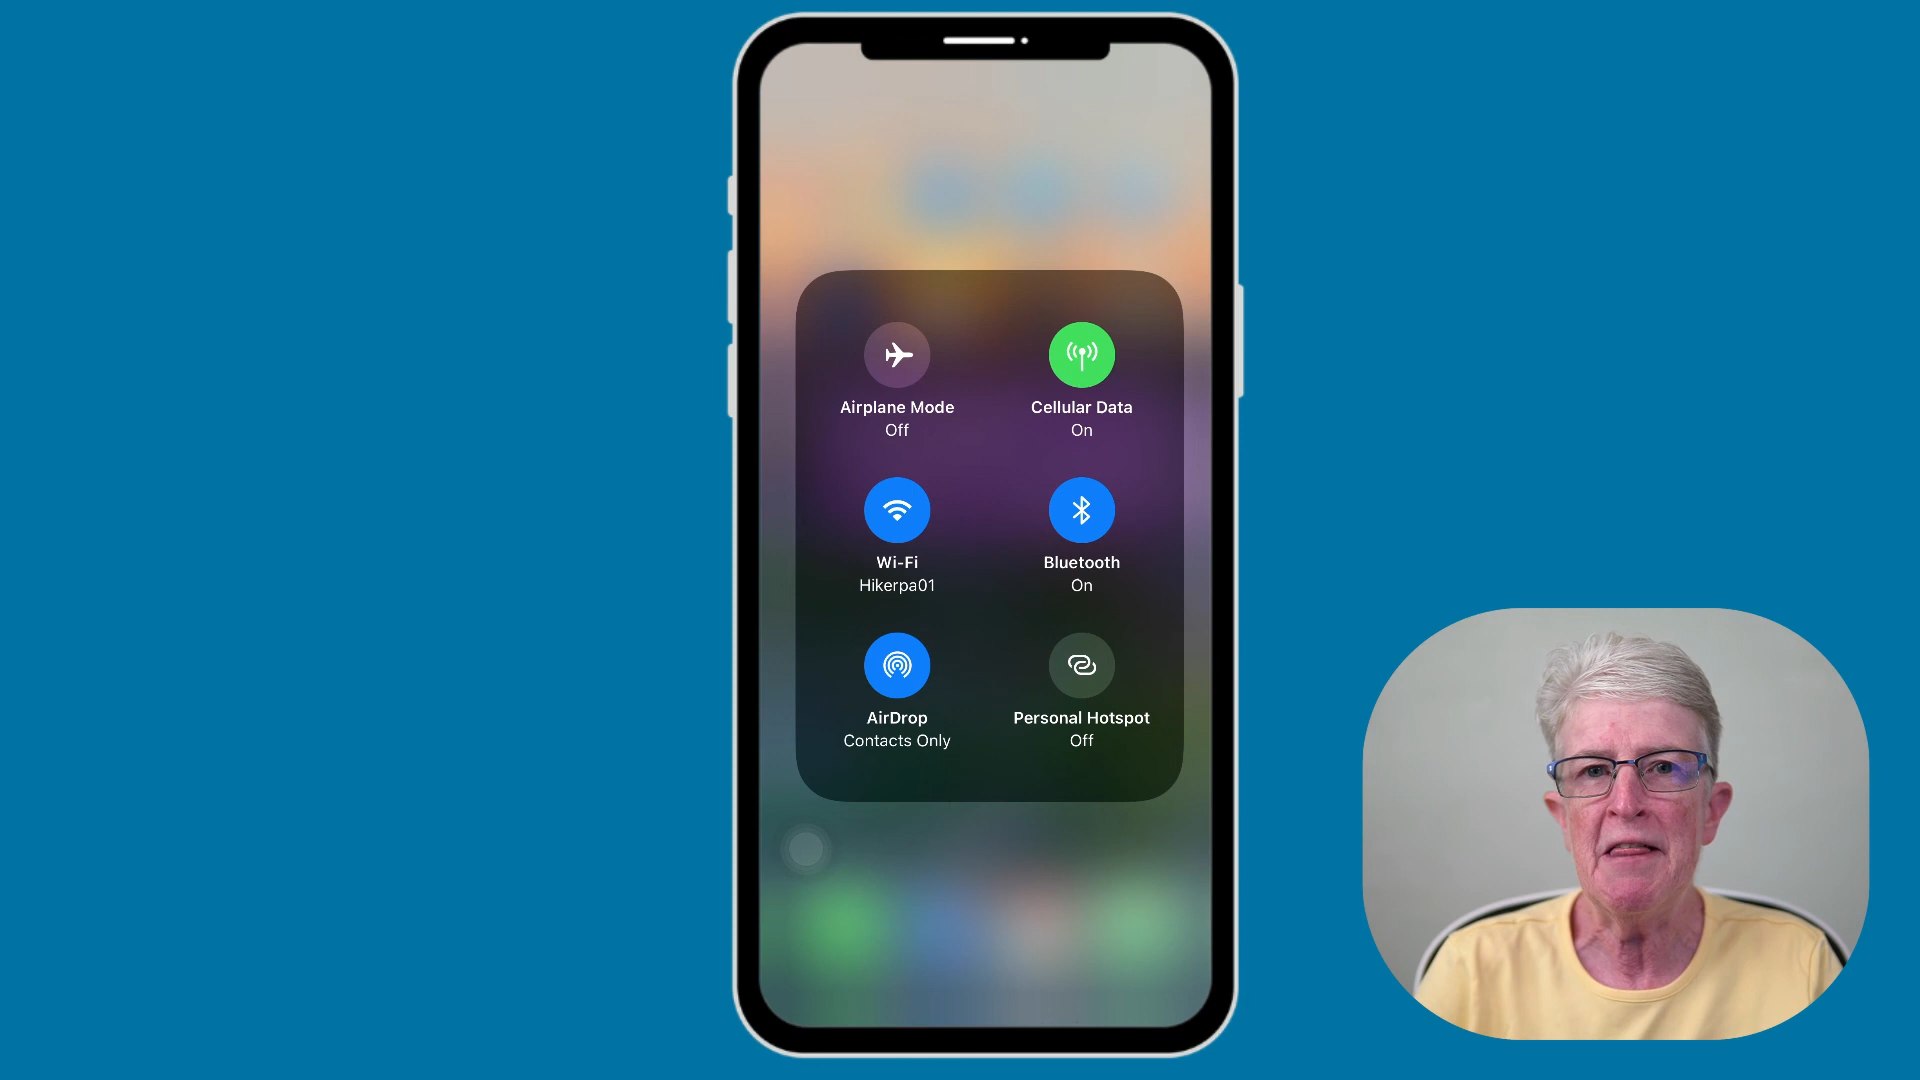 Airplane Mode
Off
Cellular Data
On
Wi-Fi
Hikerpa01
Bluetooth
On
AirDrop
Contacts Only
Personal Hotspot
Off